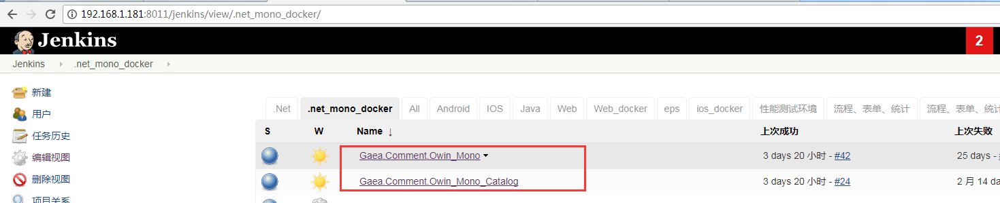 192.168.1.181:8011/jenkins/view/.net_mono_docker/
Jenkins
2
Jenkins .net_mono_docker
新建
用户
任务历史
编辑视图
删除视图
项目关系
.Net .net_mono_docker All Android IOS Java Web Web_docker eps ios_docker 性能测试环境 流程、表单、统计 流程、表单、统计
S W Name ↓ 上次成功 上次失败
Gaea.Comment.Owin_Mono 3 days 20 小时 - #42 25 days -
Gaea.Comment.Owin_Mono_Catalog 3 days 20 小时 - #24 2 月 14 da